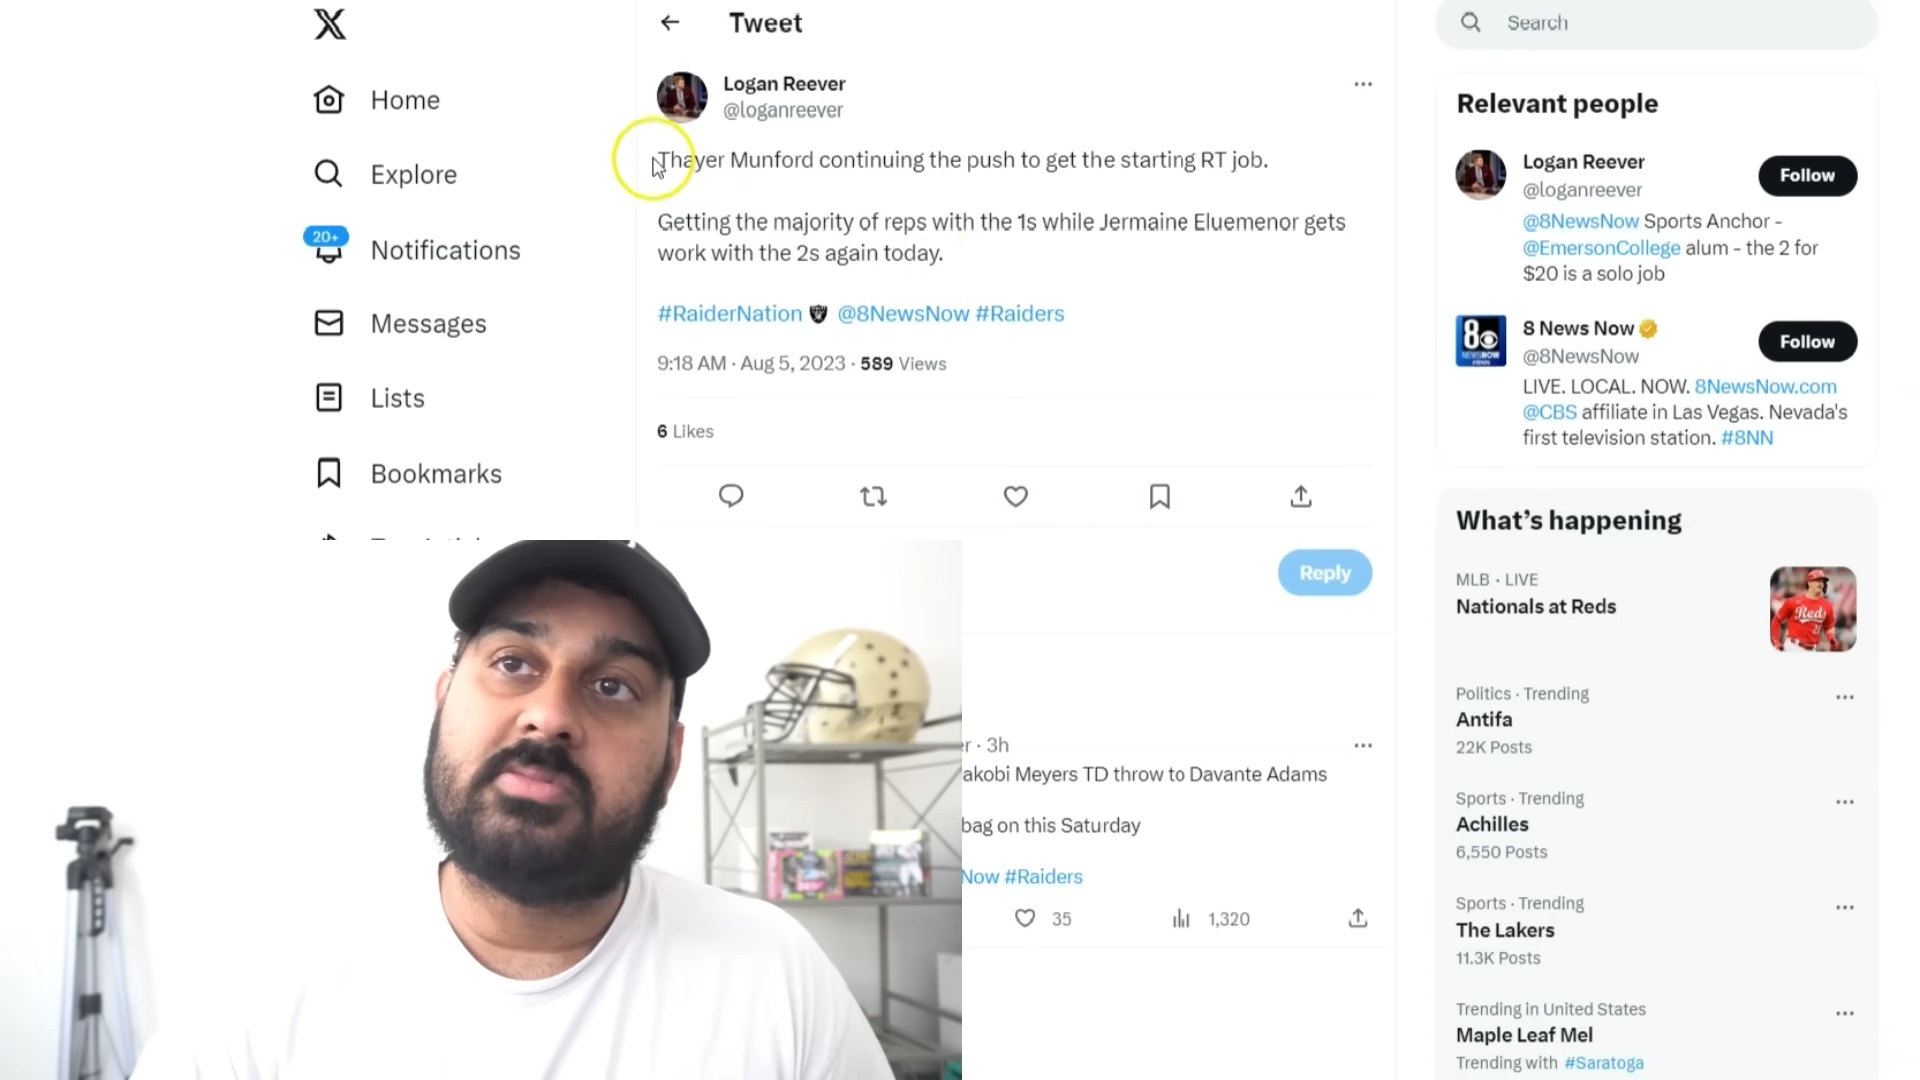 Tweet
Search
Home
Explore
20+
Notifications
Messages
Lists
Bookmarks
Logan Reever
@loganreever
Thayer Munford continuing the push to get the starting RT job.
Getting the majority of reps with the 1s while Jermaine Eluemenor gets
work with the 2s again today.
#RaiderNation @8NewsNow #Raiders
9:18 AM · Aug 5, 2023 · 589 Views
6 Likes
Reply
r · 3h
akobi Meyers TD throw to Davante Adams
bag on this Saturday
Now #Raiders
35
1,320
Relevant people
Logan Reever
@loganreever
Follow
@8NewsNow Sports Anchor -
@EmersonCollege alum - the 2 for
$20 is a solo job
8 News Now
@8NewsNow
Follow
LIVE. LOCAL. NOW. 8NewsNow.com
@CBS affiliate in Las Vegas. Nevada's
first television station. #8NN
What's happening
MLB · LIVE
Nationals at Reds
Reds
Politics · Trending
Antifa
22K Posts
Sports · Trending
Achilles
6,550 Posts
Sports · Trending
The Lakers
11.3K Posts
Trending in United States
Maple Leaf Mel
Trending with #Saratoga